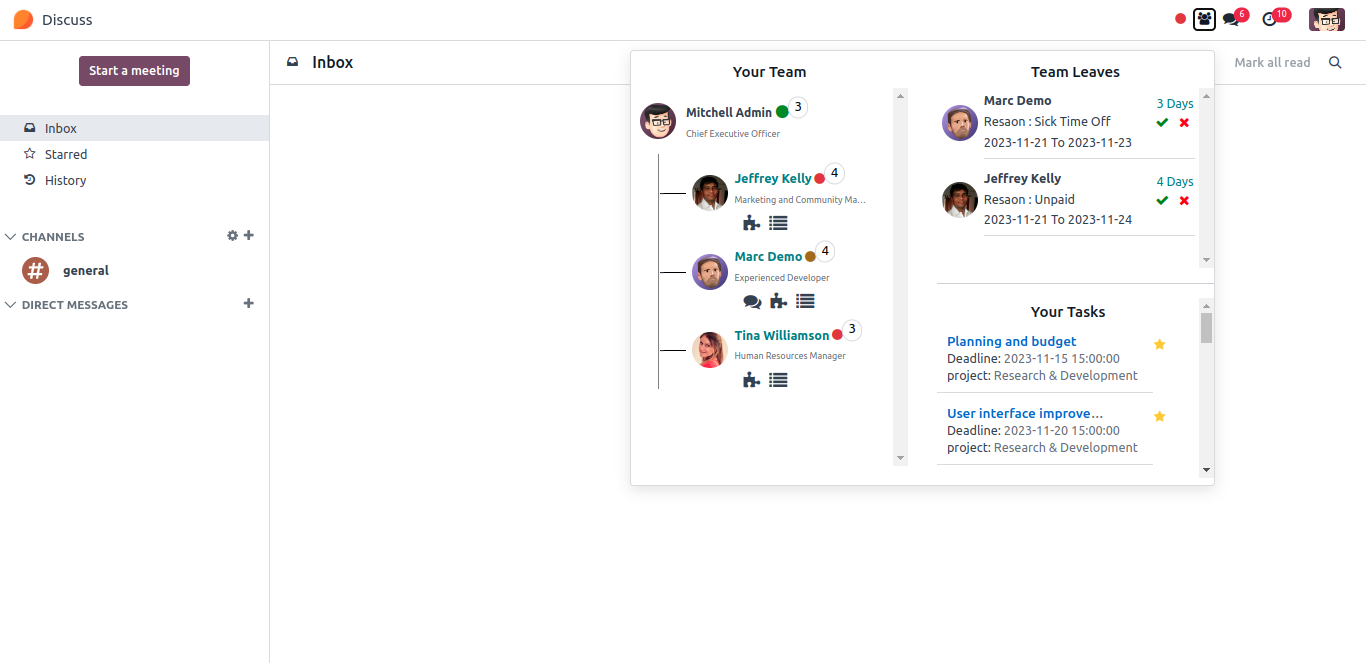 Discuss
6
10
Start a meeting
Inbox
Starred
History
CHANNELS
general
DIRECT MESSAGES
Inbox
Mark all read
Your Team
Mitchell Admin 3
Chief Executive Officer
Jeffrey Kelly 4
Marketing and Community Ma...
Marc Demo 4
Experienced Developer
Tina Williamson 3
Human Resources Manager
Team Leaves
Marc Demo
3 Days
Resaon : Sick Time Off
2023-11-21 To 2023-11-23
Jeffrey Kelly
4 Days
Resaon : Unpaid
2023-11-21 To 2023-11-24
Your Tasks
Planning and budget
Deadline: 2023-11-15 15:00:00
project: Research & Development
User interface improve...
Deadline: 2023-11-20 15:00:00
project: Research & Development